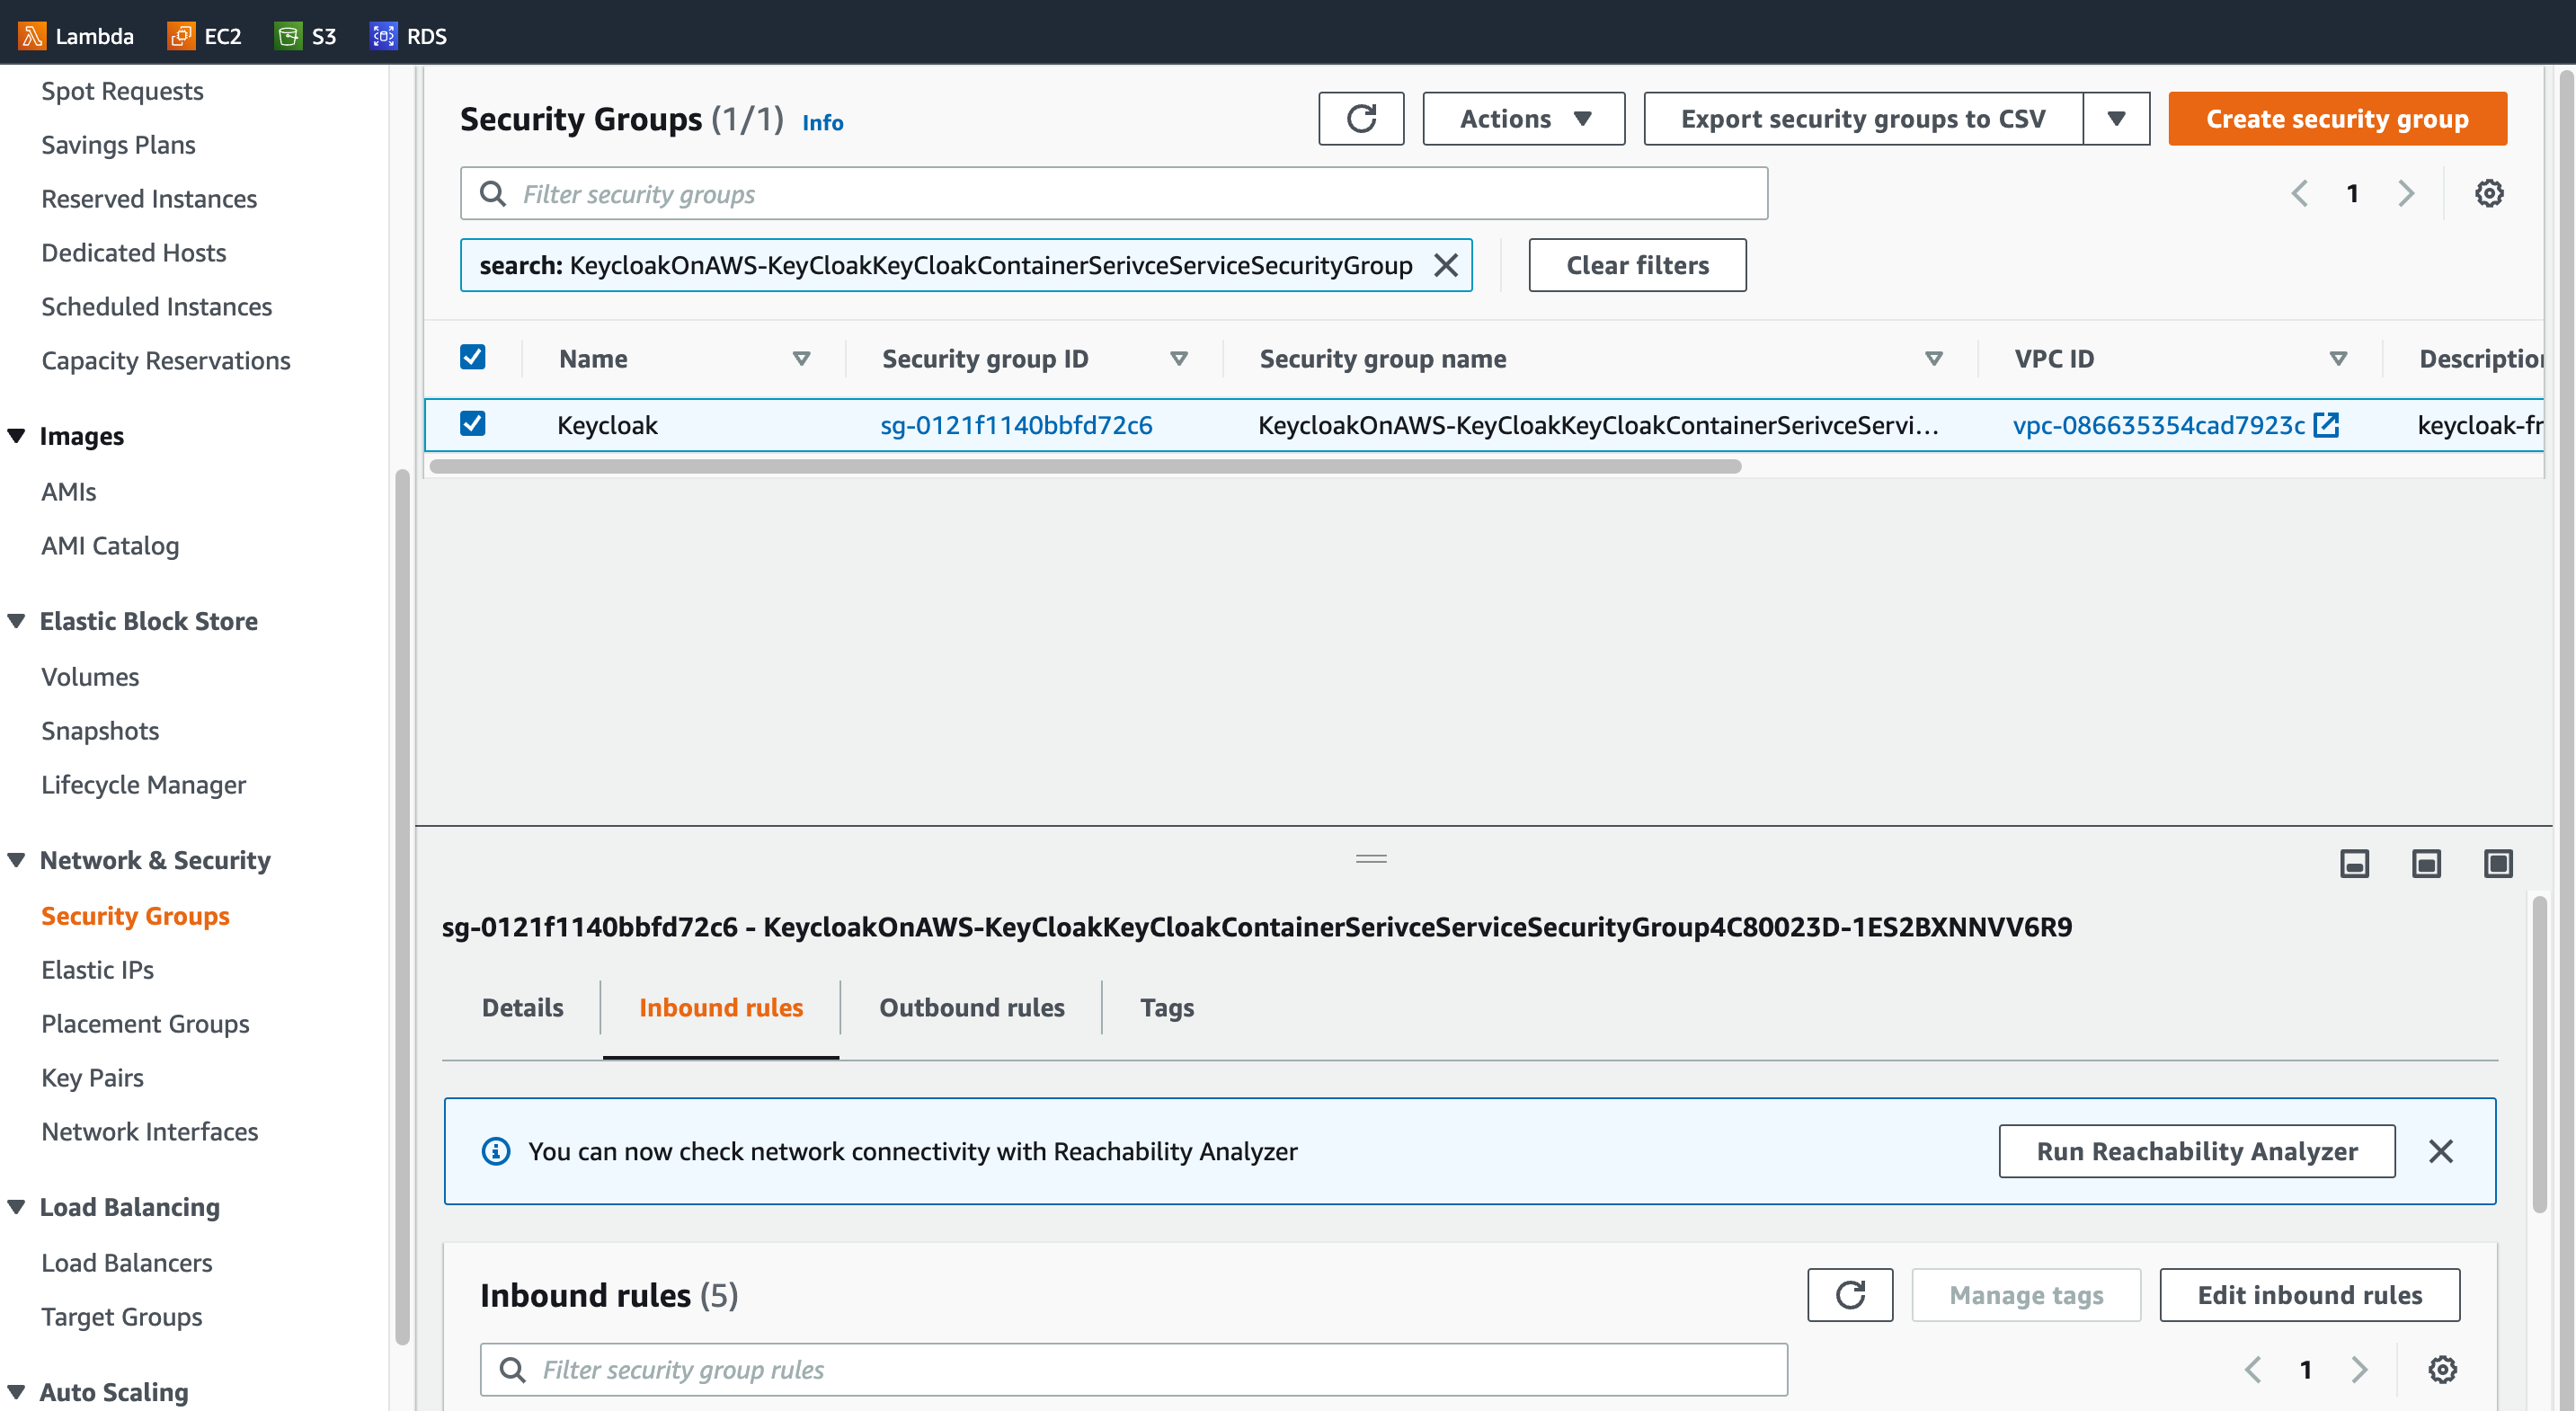 Lambda EC2 S3 RDS
Spot Requests
Savings Plans
Reserved Instances
Dedicated Hosts
Scheduled Instances
Capacity Reservations
Images
AMIs
AMI Catalog
Elastic Block Store
Volumes
Snapshots
Lifecycle Manager
Network & Security
Security Groups
Elastic IPs
Placement Groups
Key Pairs
Network Interfaces
Load Balancing
Load Balancers
Target Groups
Auto Scaling
Security Groups (1/1) Info
Actions
Export security groups to CSV
Create security group
Filter security groups
1
search: KeycloakOnAWS-KeyCloakKeyCloakContainerSerivceServiceSecurityGroup
Clear filters
Name Security group ID Security group name VPC ID Description
Keycloak sg-0121f1140bbfd72c6 KeycloakOnAWS-KeyCloakKeyCloakContainerSerivceServi... vpc-086635354cad7923c keycloak-fr
sg-0121f1140bbfd72c6 - KeycloakOnAWS-KeyCloakKeyCloakContainerSerivceServiceSecurityGroup4C80023D-1ES2BXNNVV6R9
Details Inbound rules Outbound rules Tags
You can now check network connectivity with Reachability Analyzer
Run Reachability Analyzer
Inbound rules (5)
Manage tags
Edit inbound rules
Filter security group rules
1